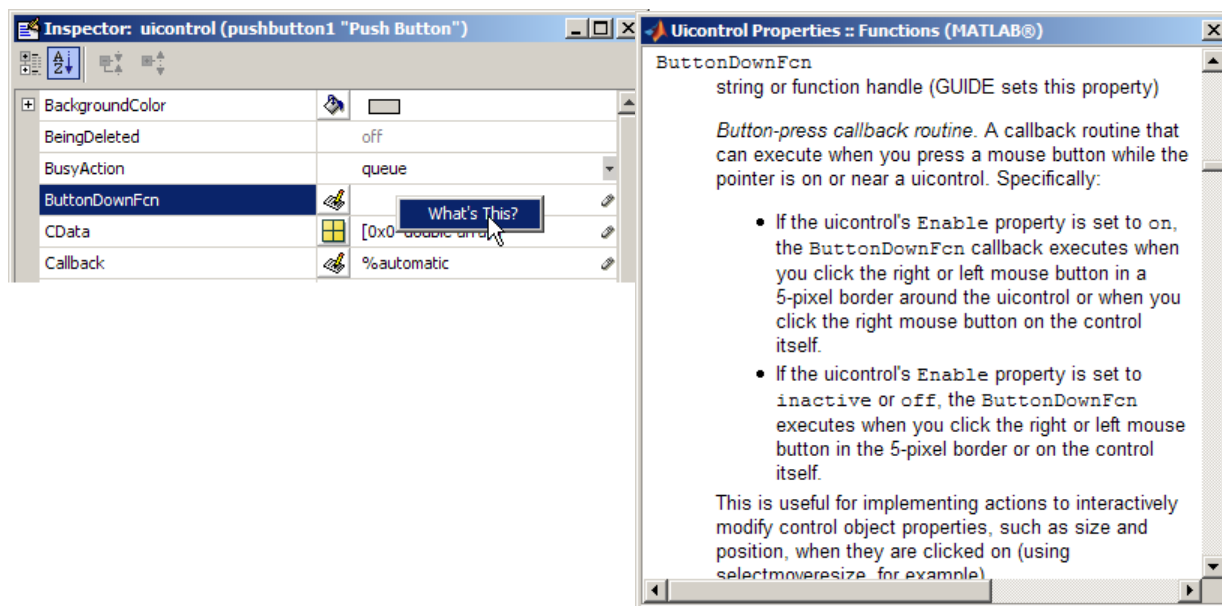 Inspector: uicontrol (pushbutton1 "Push Button")
BackgroundColor
BeingDeleted off
BusyAction queue
ButtonDownFcn
What's This?
CData [0x0 double array]
Callback %automatic
Uicontrol Properties :: Functions (MATLAB®)
ButtonDownFcn
string or function handle (GUIDE sets this property)
Button-press callback routine. A callback routine that
can execute when you press a mouse button while the
pointer is on or near a uicontrol. Specifically:
• If the uicontrol's Enable property is set to on,
the ButtonDownFcn callback executes when
you click the right or left mouse button in a
5-pixel border around the uicontrol or when you
click the right mouse button on the control
itself.
• If the uicontrol's Enable property is set to
inactive or off, the ButtonDownFcn
executes when you click the right or left mouse
button in the 5-pixel border or on the control
itself.
This is useful for implementing actions to interactively
modify control object properties, such as size and
position, when they are clicked on (using
selectmoveresize, for example)